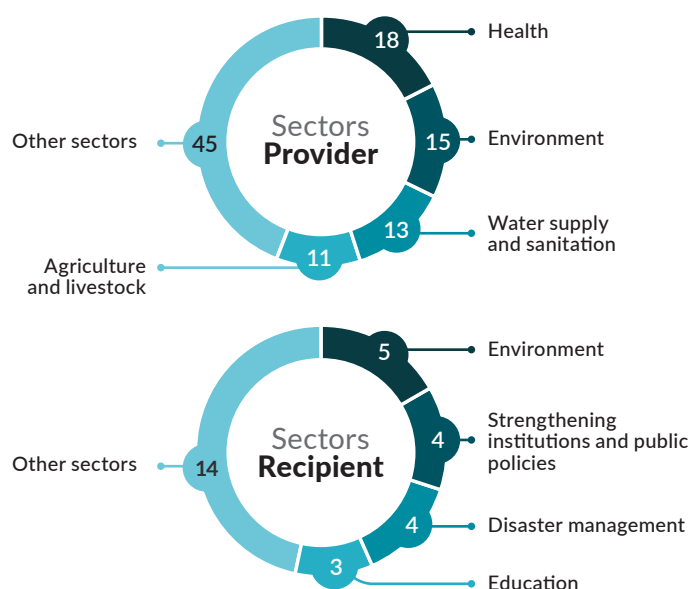 18
Health
Sectors
Provider
Other sectors
45
15
Environment
13
Water supply
and sanitation
11
Agriculture
and livestock
5
Environment
Sectors
Recipient
4
Strengthening
institutions and public
policies
Other sectors
14
4
Disaster management
3
Education